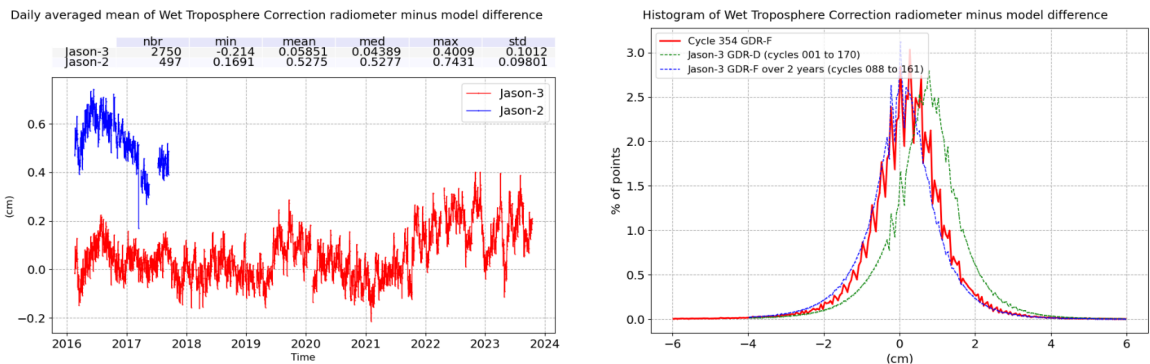 Daily averaged mean of Wet Troposphere Correction radiometer minus model difference
nbr min mean med max std
Jason-3 2750 -0.214 0.05851 0.04389 0.4009 0.1012
Jason-2 497 0.1691 0.5275 0.5277 0.7431 0.09801
Jason-3
Jason-2
0.6
0.4
0.2
0.0
−0.2
(cm)
2016 2017 2018 2019 2020 2021 2022 2023 2024
Time
Histogram of Wet Troposphere Correction radiometer minus model difference
Cycle 354 GDR-F
Jason-3 GDR-D (cycles 001 to 170)
Jason-3 GDR-F over 2 years (cycles 088 to 161)
3.0
2.5
2.0
1.5
1.0
0.5
0.0
% of points
−6 −4 −2 0 2 4 6
(cm)